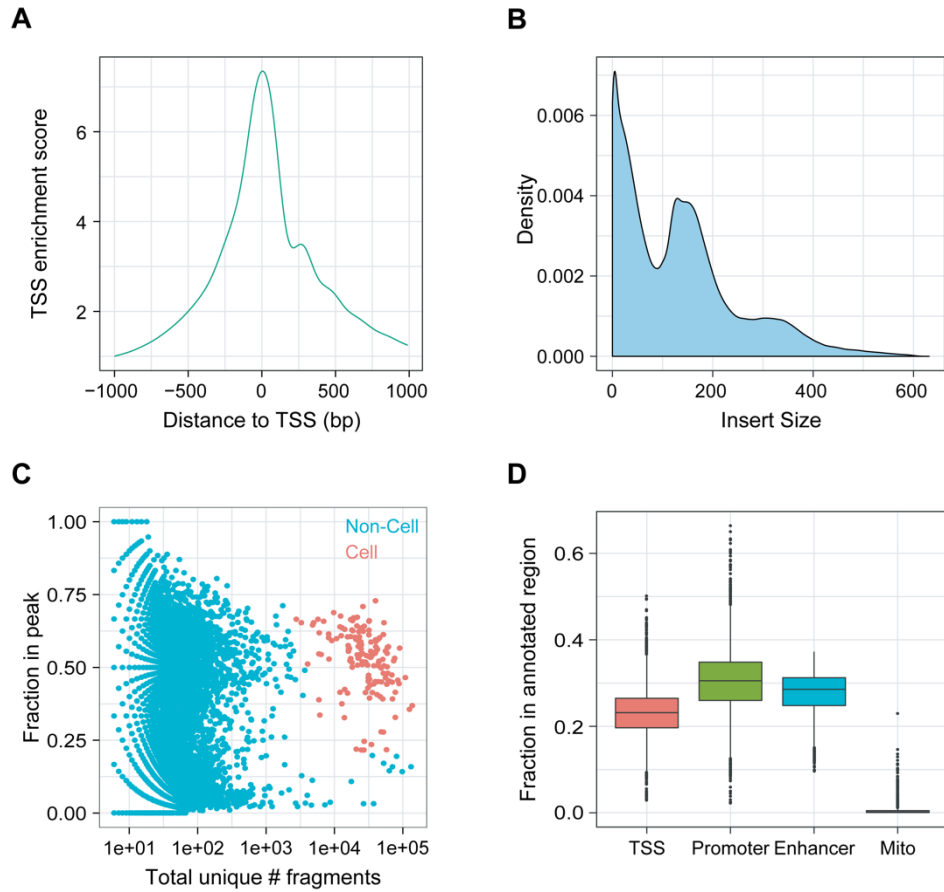 A
TSS enrichment score
6
4
2
−1000 −500 0 500 1000
Distance to TSS (bp)
B
Density
0.006
0.004
0.002
0.000
0 200 400 600
Insert Size
C
Fraction in peak
1.00
0.75
0.50
0.25
0.00
Non-Cell
Cell
1e+01 1e+02 1e+03 1e+04 1e+05
Total unique # fragments
D
Fraction in annotated region
0.6
0.4
0.2
0.0
TSS Promoter Enhancer Mito